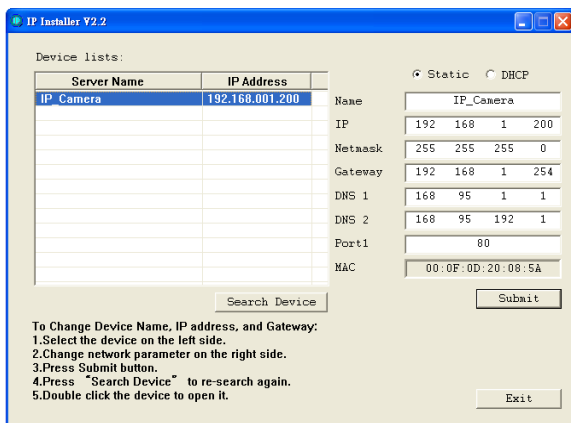 IP Installer V2.2
Device lists:
Server Name IP Address
IP_Camera 192.168.001.200
Search Device
To Change Device Name, IP address, and Gateway:
1.Select the device on the left side.
2.Change network parameter on the right side.
3.Press Submit button.
4.Press “Search Device” to re-search again.
5.Double click the device to open it.
Static DHCP
Name IP_Camera
IP 192 168 1 200
Netmask 255 255 255 0
Gateway 192 168 1 254
DNS 1 168 95 1 1
DNS 2 168 95 192 1
Port1 80
MAC 00:0F:0D:20:08:5A
Submit
Exit